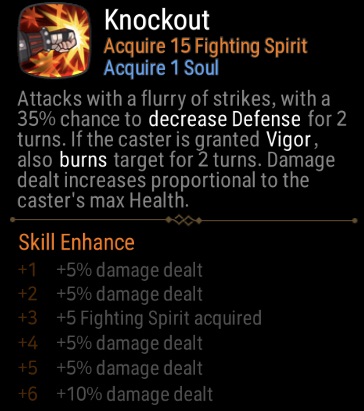 Knockout
Acquire 15 Fighting Spirit
Acquire 1 Soul
Attacks with a flurry of strikes, with a
35% chance to decrease Defense for 2
turns. If the caster is granted Vigor,
also burns target for 2 turns. Damage
dealt increases proportional to the
caster's max Health.
Skill Enhance
+1 +5% damage dealt
+2 +5% damage dealt
+3 +5 Fighting Spirit acquired
+4 +5% damage dealt
+5 +5% damage dealt
+6 +10% damage dealt